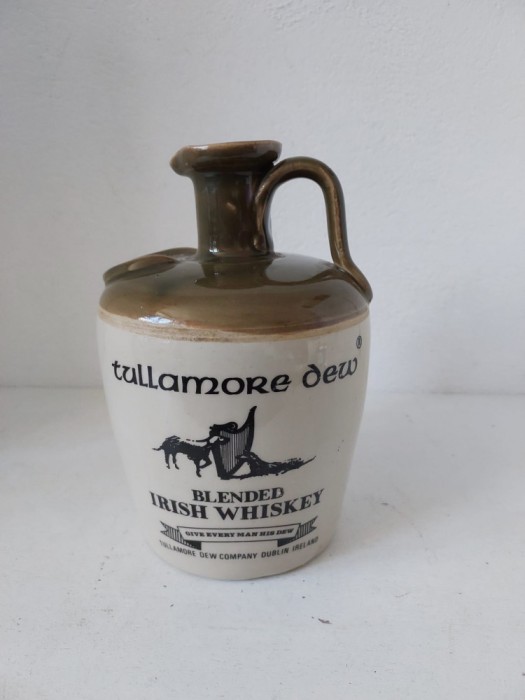 tullamore dew®
BLENDED
IRISH WHISKEY
GIVE EVERY MAN HIS DEW
TULLAMORE DEW COMPANY DUBLIN IRELAND